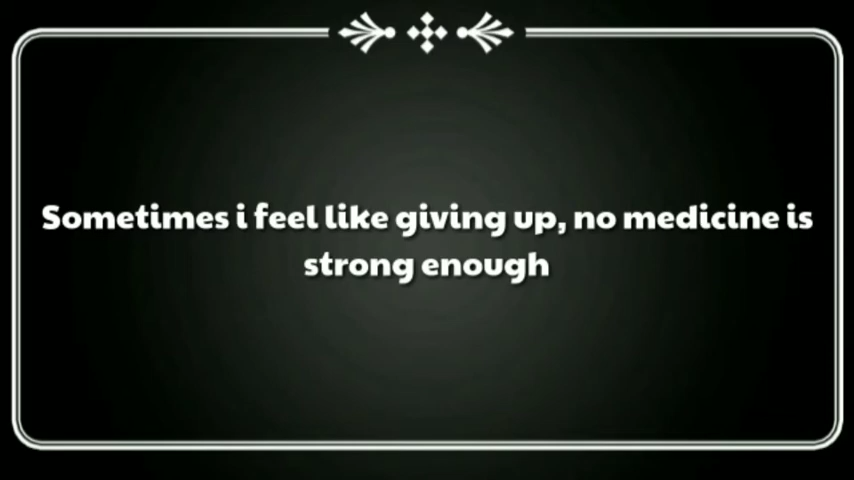 Sometimes i feel like giving up, no medicine is
strong enough